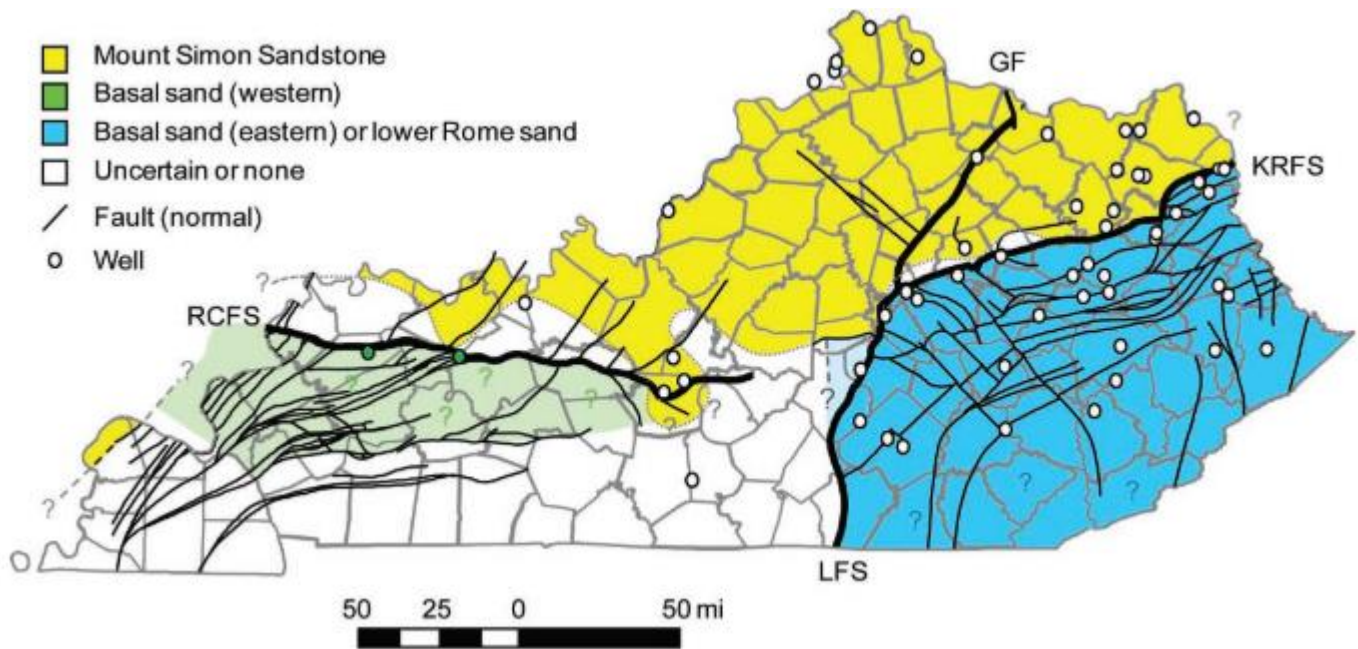 Mount Simon Sandstone
Basal sand (western)
Basal sand (eastern) or lower Rome sand
Uncertain or none
Fault (normal)
Well
GF
?
KRFS
?
RCFS
?
?
?
?
?
?
?
?
?
?
?
?
LFS
50 25 0 50 mi